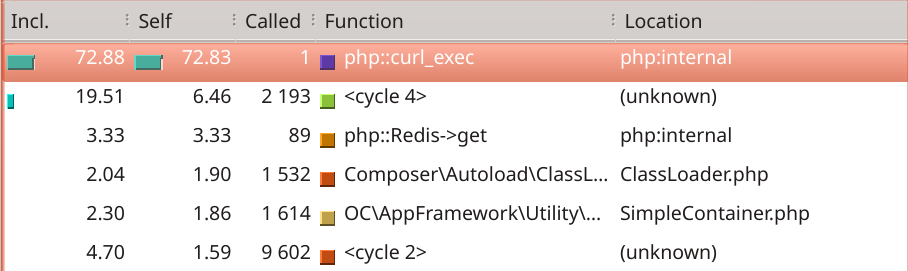 Incl. Self Called Function Location
72.88 72.83 1 php::curl_exec php:internal
19.51 6.46 2 193 <cycle 4> (unknown)
3.33 3.33 89 php::Redis->get php:internal
2.04 1.90 1 532 Composer\Autoload\ClassL... ClassLoader.php
2.30 1.86 1 614 OC\AppFramework\Utility\... SimpleContainer.php
4.70 1.59 9 602 <cycle 2> (unknown)